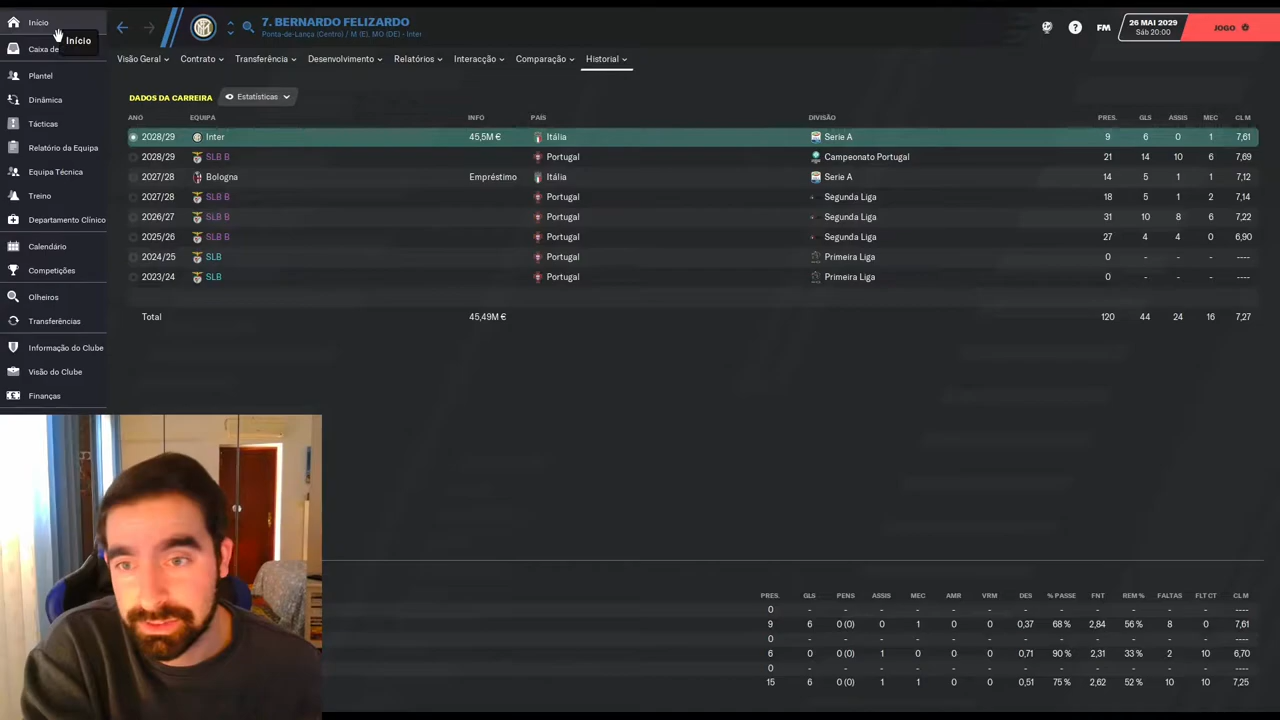 Início
Caixa de
Início
Plantel
Dinâmica
Tácticas
Relatório da Equipa
Equipa Técnica
Treino
Departamento Clínico
Calendário
Competições
Olheiros
Transferências
Informação do Clube
Visão do Clube
Finanças
7. BERNARDO FELIZARDO
Ponta-de-Lança (Centro) / M (E), MO (DE) - Inter
FM
26 MAI 2029
Sáb 20:00
JOGO
Visão Geral Contrato Transferência Desenvolvimento Relatórios Interacção Comparação Historial
DADOS DA CARREIRA Estatísticas
ANO EQUIPA INFO PAÍS DIVISÃO PRES. GLS ASSIS MEC CLM
2028/29 Inter 45,5M € Itália Serie A 9 6 0 1 7,61
2028/29 SLB B Portugal Campeonato Portugal 21 14 10 6 7,69
2027/28 Bologna Empréstimo Itália Serie A 14 5 1 1 7,12
2027/28 SLB B Portugal Segunda Liga 18 5 1 2 7,14
2026/27 SLB B Portugal Segunda Liga 31 10 8 6 7,22
2025/26 SLB B Portugal Segunda Liga 27 4 4 0 6,90
2024/25 SLB Portugal Primeira Liga 0 - - - ----
2023/24 SLB Portugal Primeira Liga 0 - - - ----
Total 45,49M € 120 44 24 16 7,27
PRES. GLS PENS ASSIS MEC AMR VRM DES % PASSE FNT REM % FALTAS FLT CT CLM
0 - - - - - - - - - - - - ----
9 6 0 (0) 0 1 0 0 0,37 68 % 2,84 56 % 8 0 7,61
0 - - - - - - - - - - - - ----
6 0 0 (0) 1 0 0 0 0,71 90 % 2,31 33 % 2 10 6,70
0 - - - - - - - - - - - - ----
15 6 0 (0) 1 1 0 0 0,51 75 % 2,62 52 % 10 10 7,25